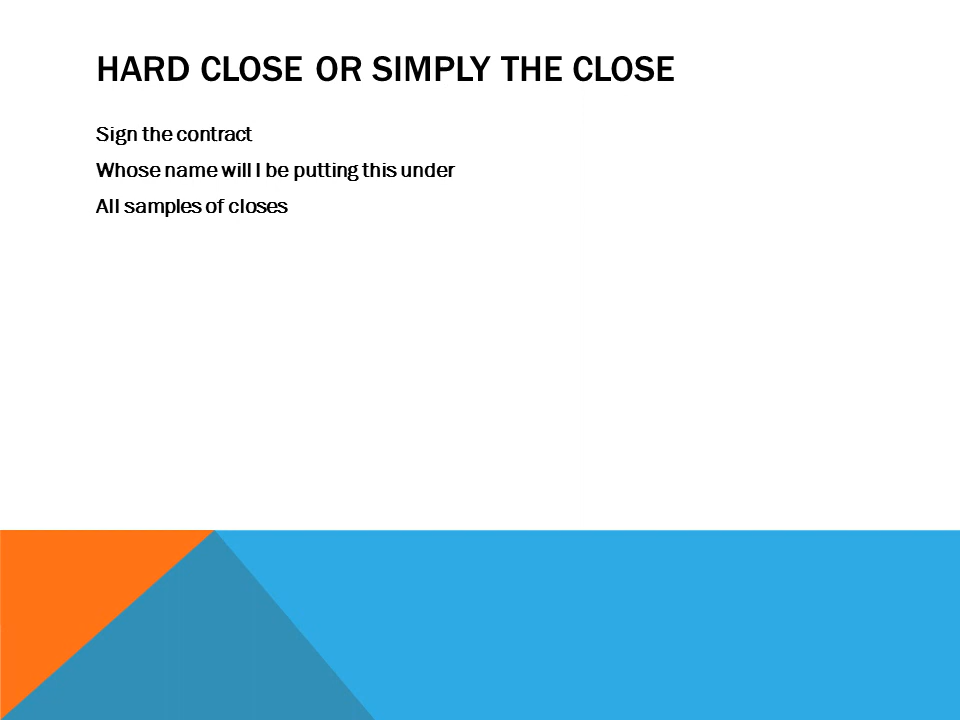 HARD CLOSE OR SIMPLY THE CLOSE
Sign the contract
Whose name will I be putting this under
All samples of closes